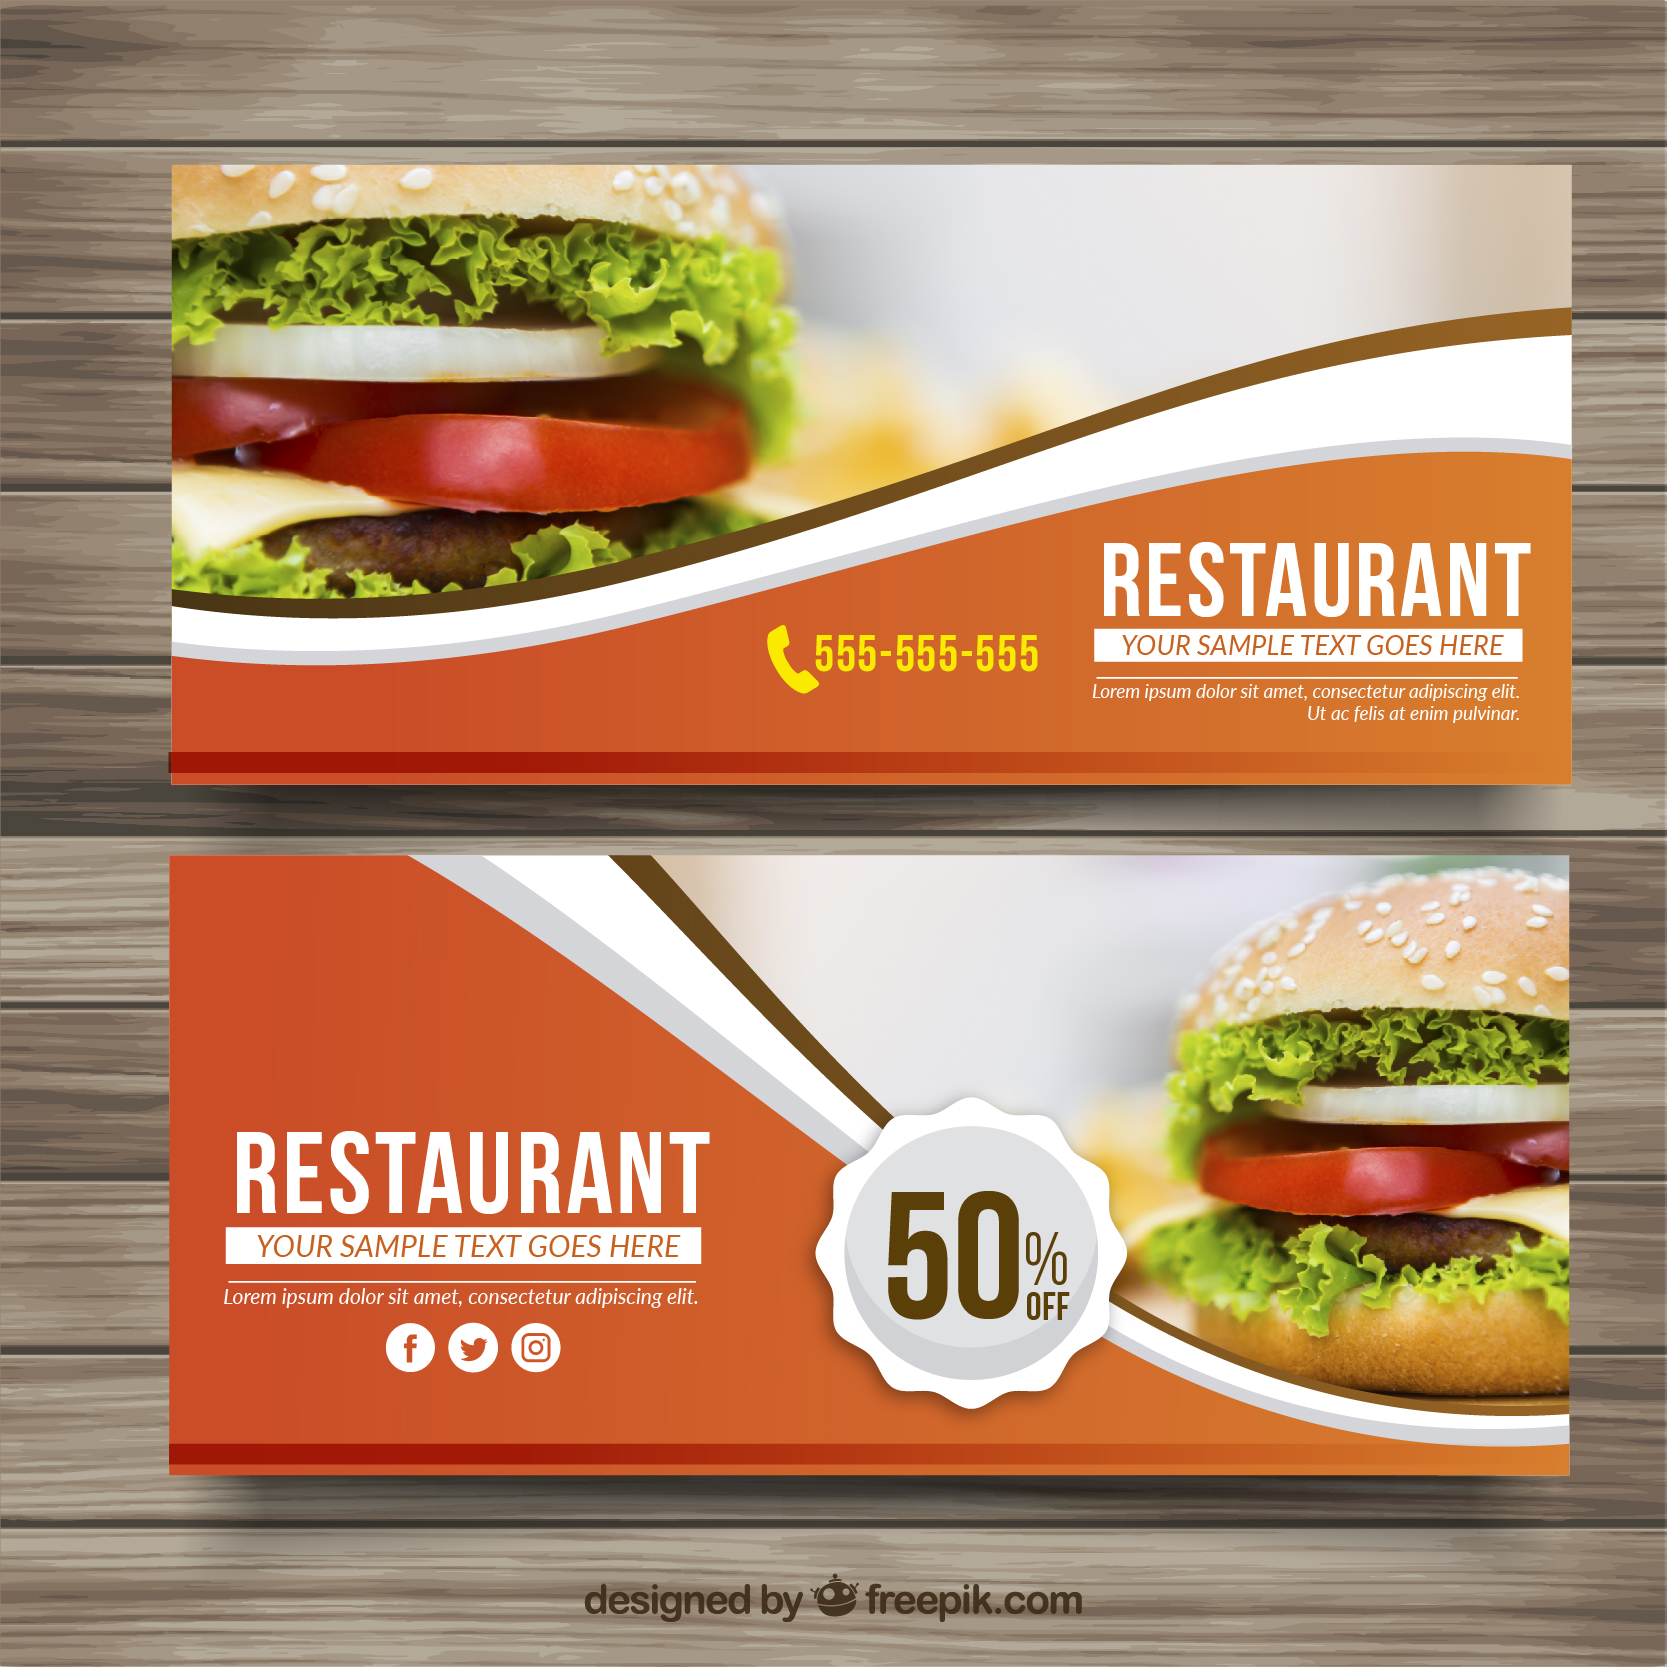 RESTAURANT
YOUR SAMPLE TEXT GOES HERE
555-555-555
Lorem ipsum dolor sit amet, consectetur adipiscing elit.
Ut ac felis at enim pulvinar.
RESTAURANT
YOUR SAMPLE TEXT GOES HERE
Lorem ipsum dolor sit amet, consectetur adipiscing elit.
50%
OFF
designed by freepik.com